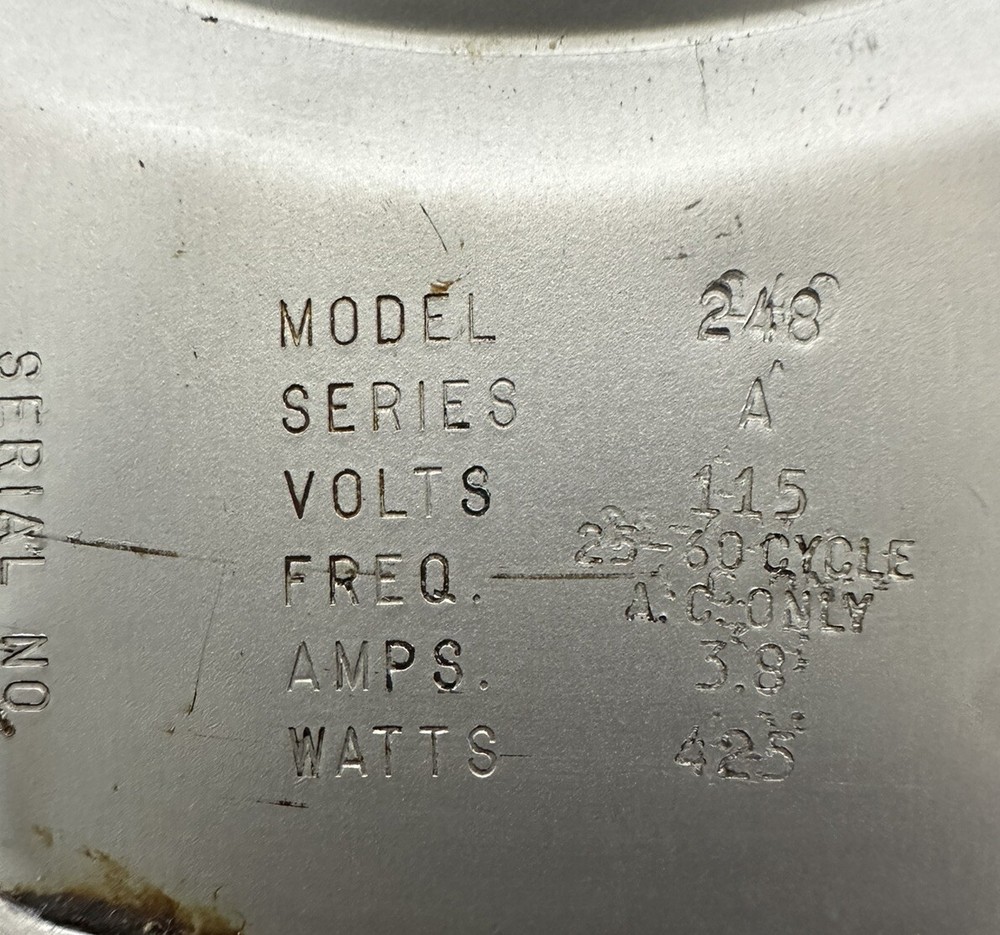 MODEL 248
SERIES A
VOLTS 115
FREQ. 25-60 CYCLE
A.C. ONLY
AMPS. 3.8
WATTS 425
SERIAL NO.